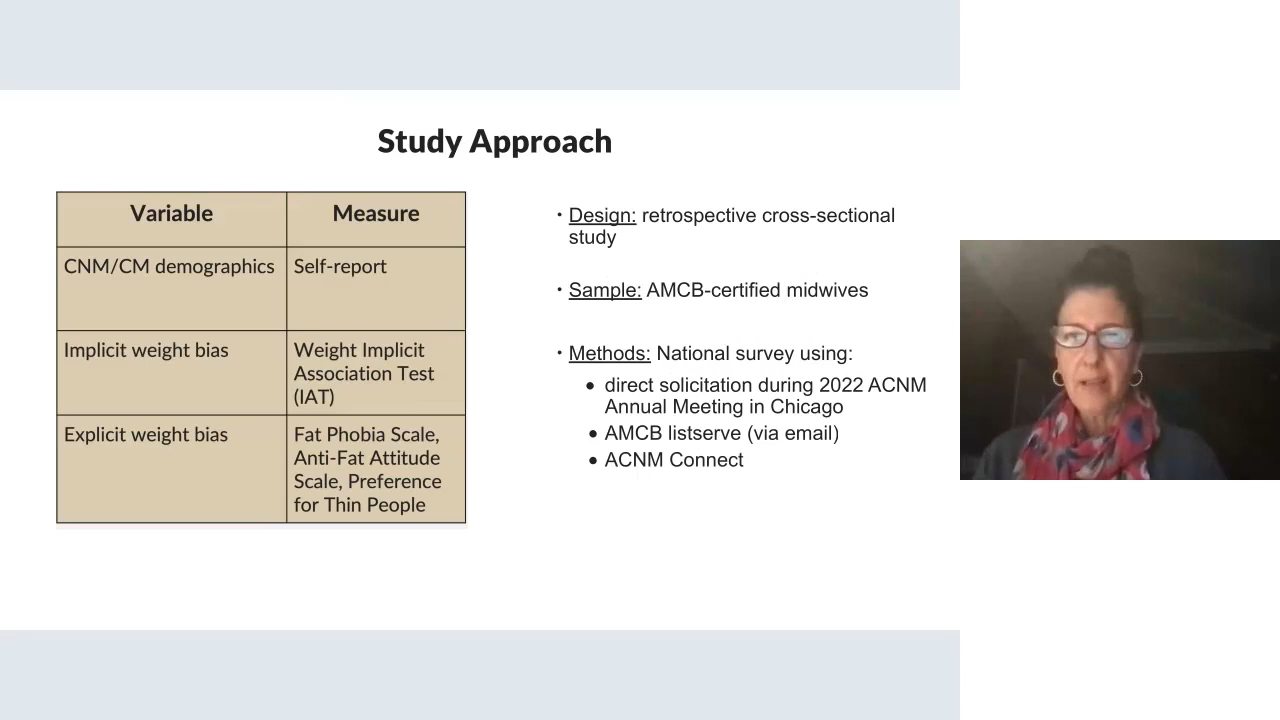 Study Approach
Variable
Measure
CNM/CM demographics
Self-report
Implicit weight bias
Weight Implicit
Association Test
(IAT)
Explicit weight bias
Fat Phobia Scale,
Anti-Fat Attitude
Scale, Preference
for Thin People
• Design: retrospective cross-sectional
study
• Sample: AMCB-certified midwives
• Methods: National survey using:
• direct solicitation during 2022 ACNM
Annual Meeting in Chicago
• AMCB listserve (via email)
• ACNM Connect